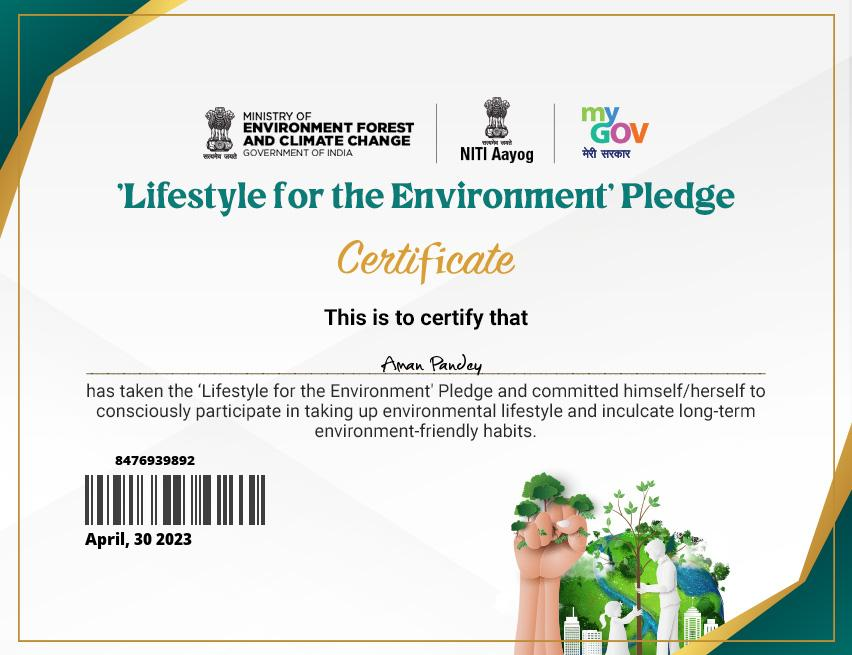 MINISTRY OF
ENVIRONMENT FOREST
AND CLIMATE CHANGE
GOVERNMENT OF INDIA
सत्यमेव जयते
सत्यमेव जयते
NITI Aayog
my
GOV
मेरी सरकार
'Lifestyle for the Environment' Pledge
Certificate
This is to certify that
Aman Pandey
has taken the ‘Lifestyle for the Environment' Pledge and committed himself/herself to
consciously participate in taking up environmental lifestyle and inculcate long-term
environment-friendly habits.
8476939892
April, 30 2023